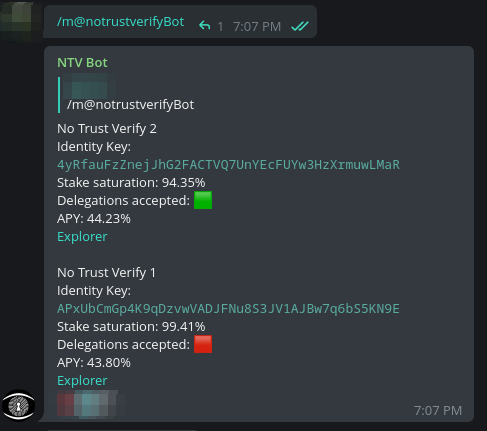 /m@notrustverifyBot
1 7:07 PM
NTV Bot
/m@notrustverifyBot
No Trust Verify 2
Identity Key:
4yRfauFzZnejJhG2FACTVQ7UnYEcFUYw3HzXrmuwLMaR
Stake saturation: 94.35%
Delegations accepted:
APY: 44.23%
Explorer
No Trust Verify 1
Identity Key:
APxUbCmGp4K9qDzvwVADJFNu8S3JV1AJBw7q6bS5KN9E
Stake saturation: 99.41%
Delegations accepted:
APY: 43.80%
Explorer
7:07 PM